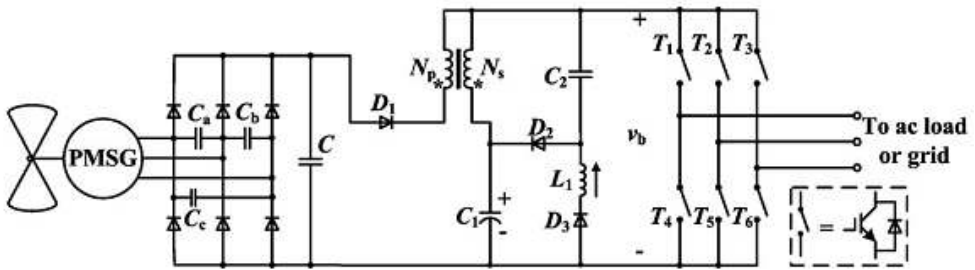 PMSG
Ca
Cb
Cc
C
D1
Np
*
*
Ns
C1
+
-
D2
C2
L1
D3
+
vb
-
T1
T2
T3
T4
T5
T6
To ac load
or grid
=